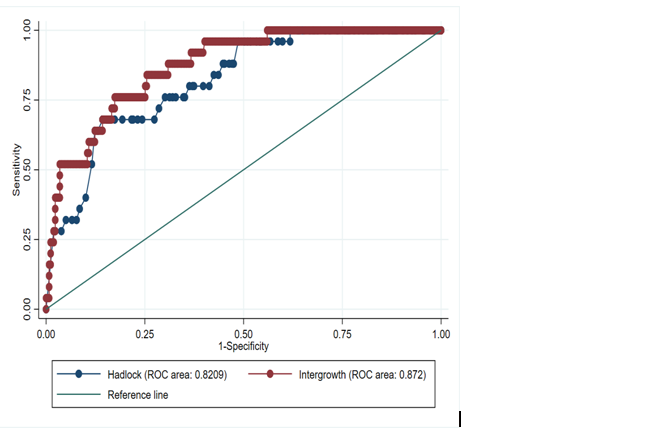 1.00
0.75
0.50
0.25
0.00
Sensitivity
0.00 0.25 0.50 0.75 1.00
1-Specificity
Hadlock (ROC area: 0.8209) Intergrowth (ROC area: 0.872)
Reference line